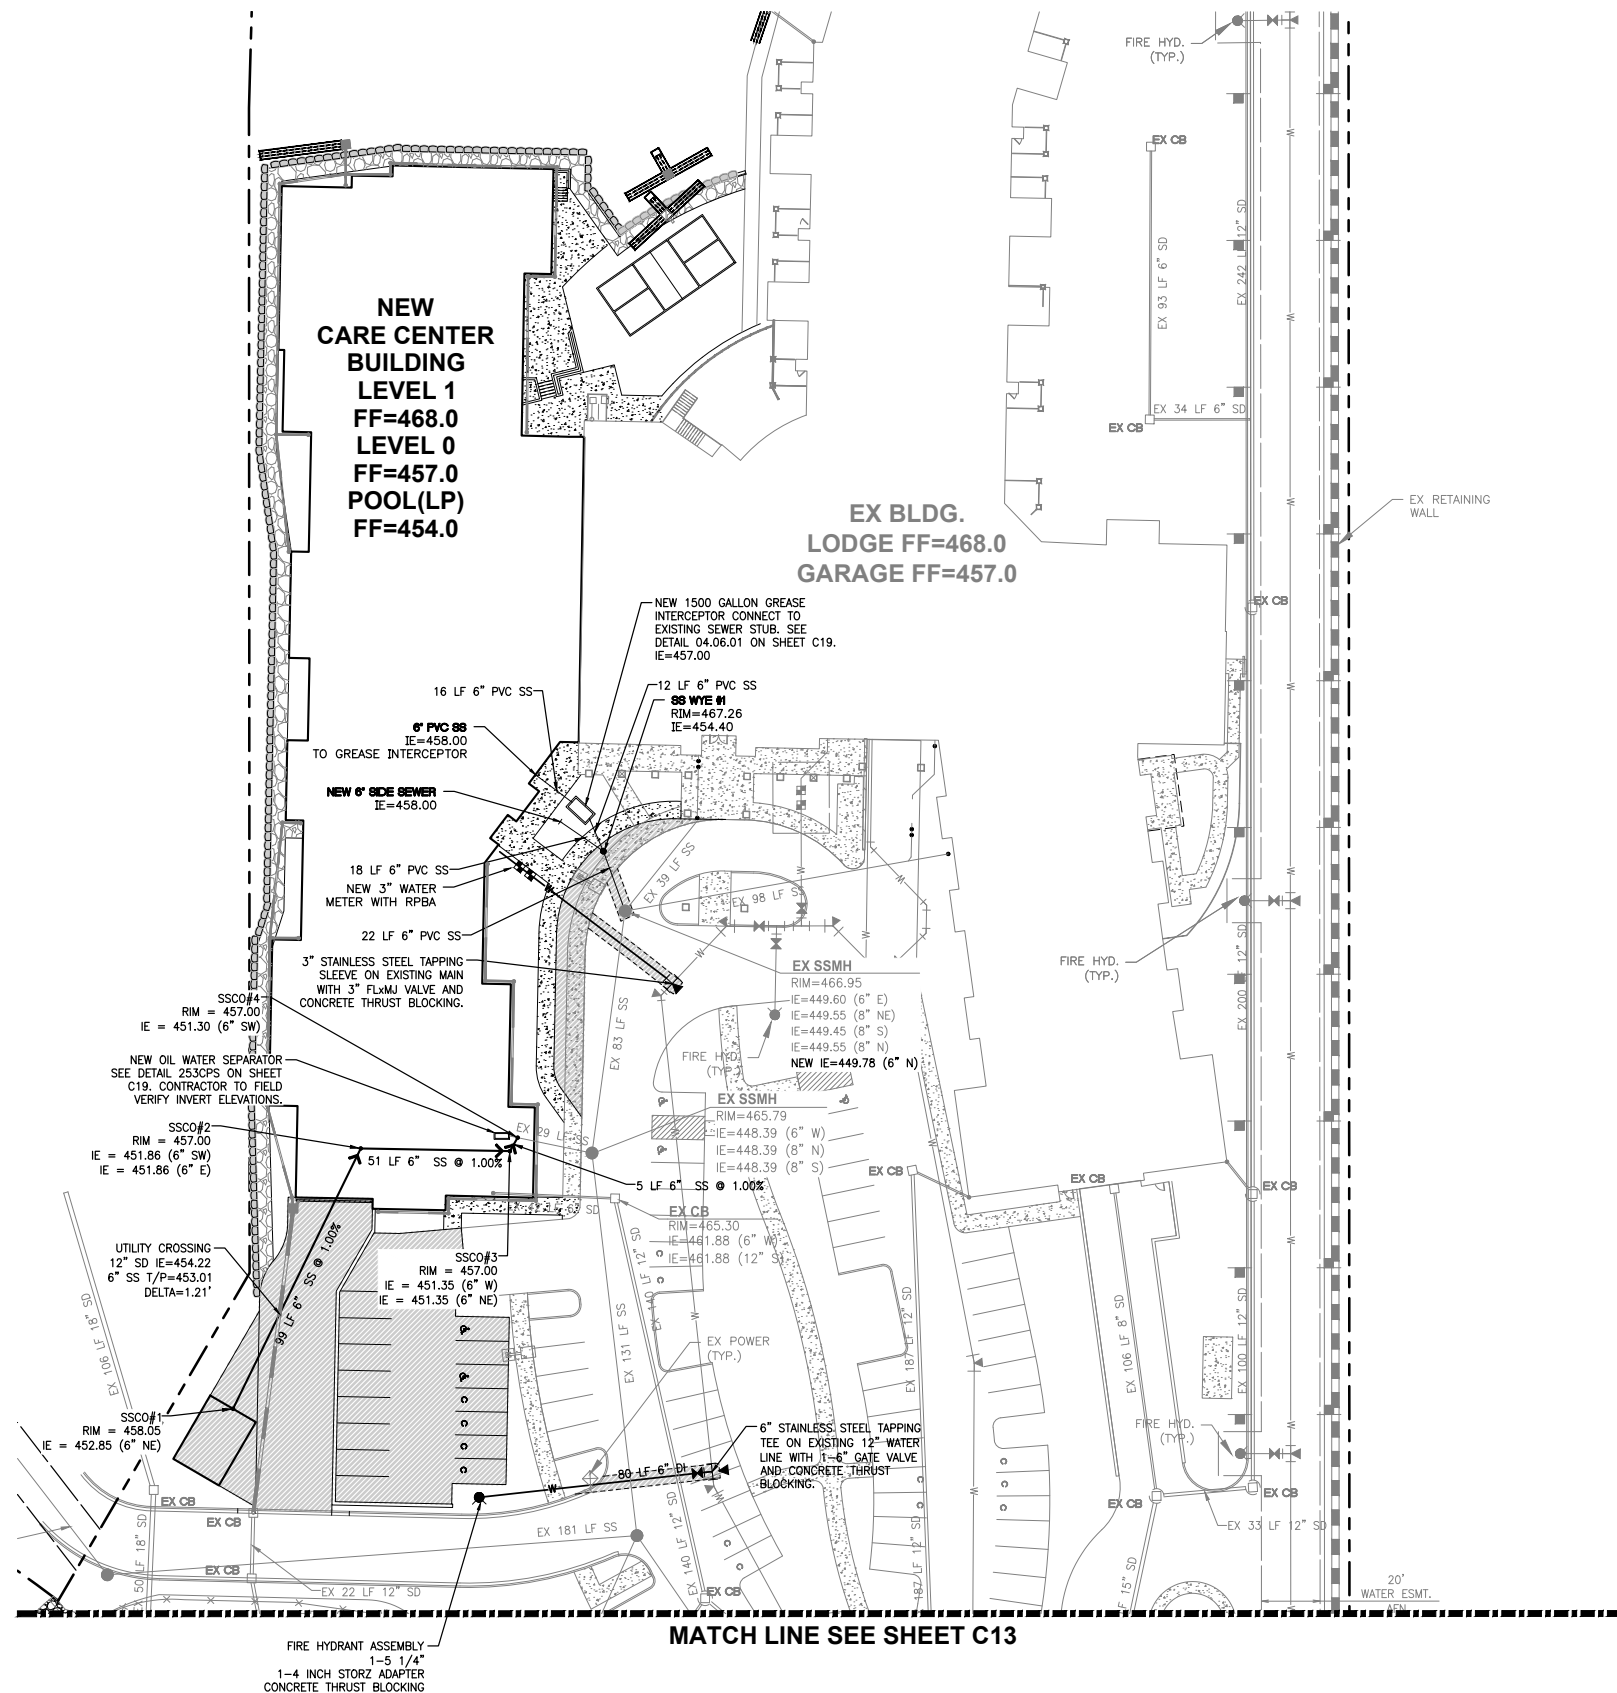 FIRE HYD.
(TYP.)
EX CB
EX 93 LF 6" SD
EX 242 LF 12" SD
EX 34 LF 6" SD
EX CB
NEW
CARE CENTER
BUILDING
LEVEL 1
FF=468.0
LEVEL 0
FF=457.0
POOL(LP)
FF=454.0
EX BLDG.
LODGE FF=468.0
GARAGE FF=457.0
EX RETAINING
WALL
EX CB
NEW 1500 GALLON GREASE
INTERCEPTOR CONNECT TO
EXISTING SEWER STUB. SEE
DETAIL 04.06.01 ON SHEET C19.
IE=457.00
16 LF 6" PVC SS
12 LF 6" PVC SS
SS WYE #1
RIM=467.26
IE=454.40
6" PVC SS
IE=458.00
TO GREASE INTERCEPTOR
NEW 6" SIDE SEWER
IE=458.00
18 LF 6" PVC SS
NEW 3" WATER
METER WITH RPBA
22 LF 6" PVC SS
EX 39 LF SS
EX 98 LF SS
3" STAINLESS STEEL TAPPING
SLEEVE ON EXISTING MAIN
WITH 3" FLxMJ VALVE AND
CONCRETE THRUST BLOCKING.
FIRE HYD.
(TYP.)
EX 200 LF 12" SD
EX SSMH
RIM=466.95
IE=449.60 (6" E)
IE=449.55 (8" NE)
IE=449.45 (8" S)
IE=449.55 (8" N)
NEW IE=449.78 (6" N)
EX 83 LF SS
FIRE HYD.
(TYP.)
SSCO#4
RIM = 457.00
IE = 451.30 (6" SW)
NEW OIL WATER SEPARATOR
SEE DETAIL 253CPS ON SHEET
C19. CONTRACTOR TO FIELD
VERIFY INVERT ELEVATIONS.
SSCO#2
RIM = 457.00
IE = 451.86 (6" SW)
IE = 451.86 (6" E)
EX SSMH
RIM=465.79
IE=448.39 (6" W)
IE=448.39 (8" N)
IE=448.39 (8" S)
EX 29 LF SS
51 LF 6" SS @ 1.00%
5 LF 6" SS @ 1.00%
EX CB
EX CB
EX CB
EX CB
RIM=465.30
IE=461.88 (6" W)
IE=461.88 (12" S)
UTILITY CROSSING
12" SD IE=454.22
6" SS T/P=453.01
DELTA=1.21'
99 LF 6" SS @ 1.00%
SSCO#3
RIM = 457.00
IE = 451.35 (6" W)
IE = 451.35 (6" NE)
EX 106 LF 18" SD
EX 131 LF SS
EX 140 LF 12" SD
EX POWER
(TYP.)
EX 187 LF 12" SD
EX 106 LF 8" SD
EX 100 LF 12" SD
SSCO#1
RIM = 458.05
IE = 452.85 (6" NE)
6" STAINLESS STEEL TAPPING
TEE ON EXISTING 12" WATER
LINE WITH 1-6" GATE VALVE
AND CONCRETE THRUST
BLOCKING.
FIRE HYD.
(TYP.)
80 LF 6" DI
W
EX CB
EX CB
EX CB
EX CB
EX CB
EX CB
EX 181 LF SS
EX 140 LF 12" SD
187 LF 12" SD
EX 33 LF 12" SD
50 LF 18" SD
EX 22 LF 12" SD
LF 15" SD
20'
WATER ESMT.
AFN
MATCH LINE SEE SHEET C13
FIRE HYDRANT ASSEMBLY
1-5 1/4"
1-4 INCH STORZ ADAPTER
CONCRETE THRUST BLOCKING